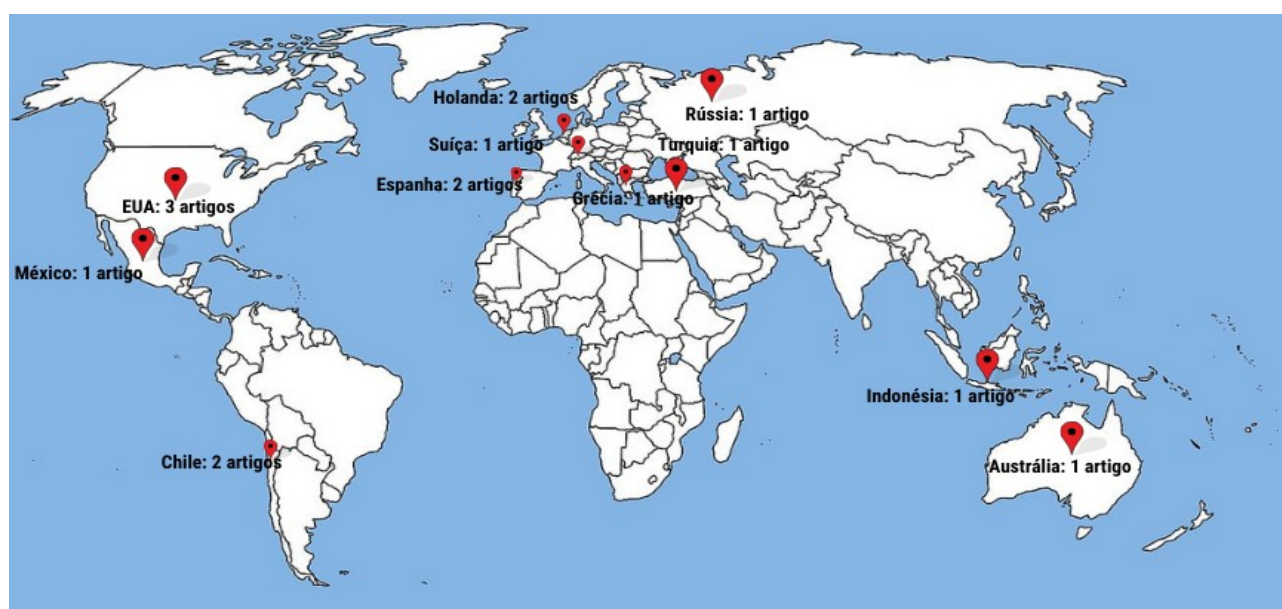 Holanda: 2 artigos
Rússia: 1 artigo
Suíça: 1 artigo
Turquia: 1 artigo
Espanha: 2 artigos
Grécia: 1 artigo
EUA: 3 artigos
México: 1 artigo
Indonésia: 1 artigo
Chile: 2 artigos
Austrália: 1 artigo